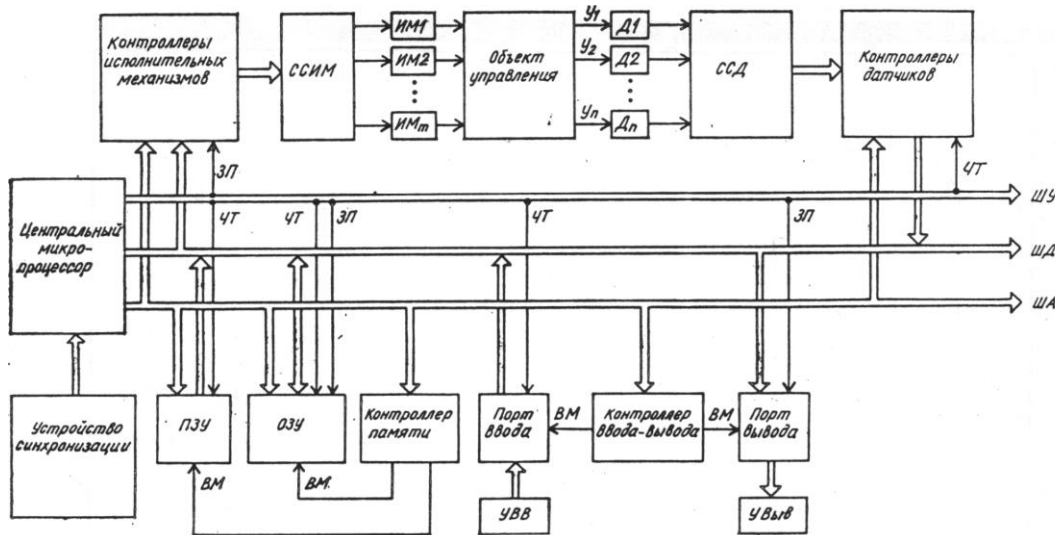 Контроллеры
исполнительных
механизмов
ССИМ
ИМ1
ИМ2
ИМm
Объект
управления
У1
У2
Уn
Д1
Д2
Дn
ССД
Контроллеры
датчиков
ЗП
ЧТ
ЧТ
ЧТ
ЗП
ЧТ
ЗП
ШУ
ШД
ША
Центральный
микро-
процессор
Устройство
синхронизации
ПЗУ
ОЗУ
Контроллер
памяти
Порт
ввода
ВМ
Контроллер
ввода-вывода
ВМ
Порт
вывода
ВМ
ВМ.
УВВ
УВыв